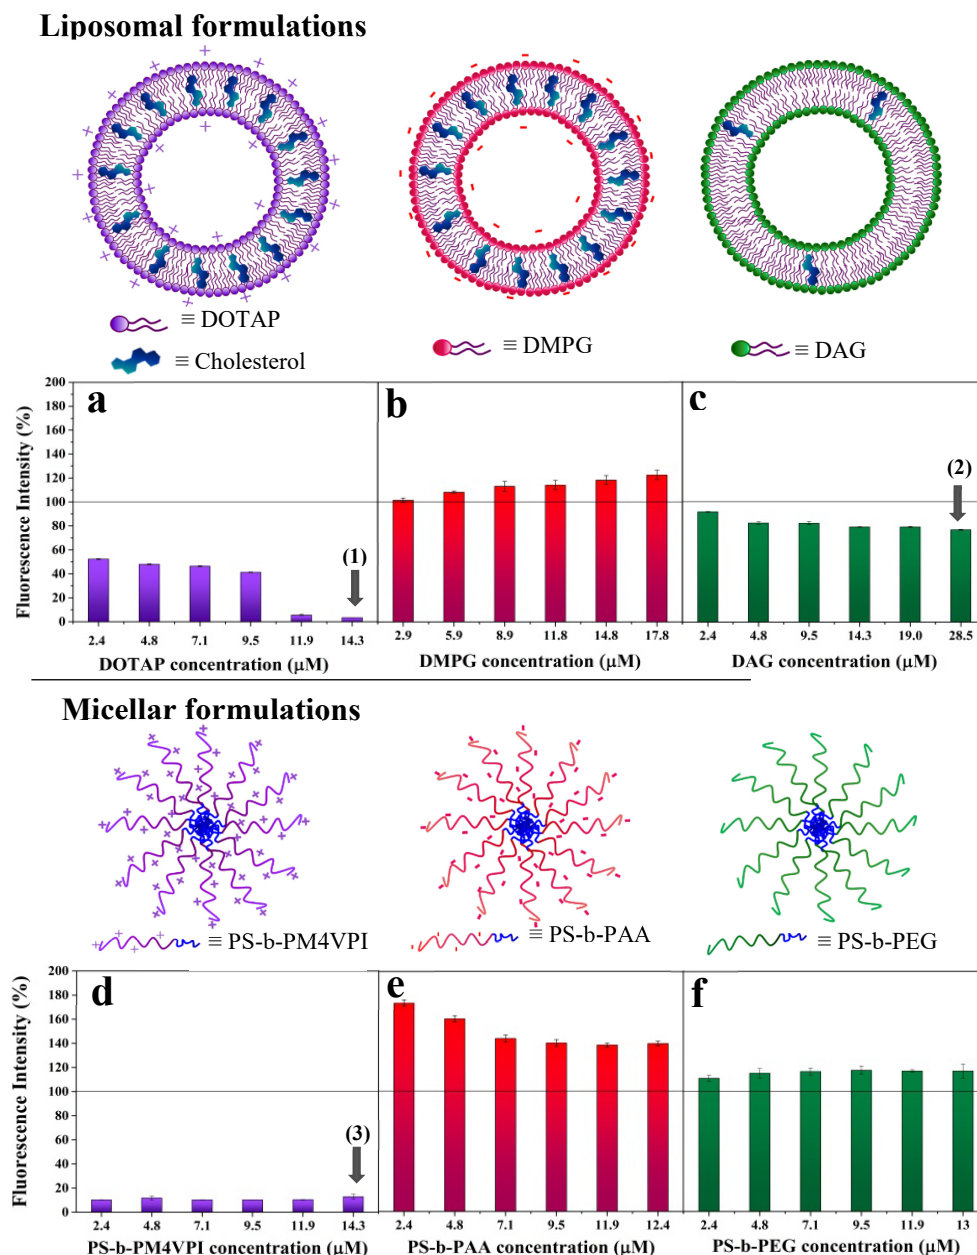 Liposomal formulations
≡ DOTAP
≡ Cholesterol
≡ DMPG
≡ DAG
Fluorescence Intensity (%)
200
180
160
140
120
100
80
60
40
20
0
a
(1)
2.4 4.8 7.1 9.5 11.9 14.3
DOTAP concentration (μM)
b
2.9 5.9 8.9 11.8 14.8 17.8
DMPG concentration (μM)
c
(2)
2.4 4.8 9.5 14.3 19.0 28.5
DAG concentration (μM)
Micellar formulations
≡ PS-b-PM4VPI
≡ PS-b-PAA
≡ PS-b-PEG
Fluorescence Intensity (%)
200
180
160
140
120
100
80
60
40
20
0
d
(3)
2.4 4.8 7.1 9.5 11.9 14.3
PS-b-PM4VPI concentration (μM)
e
2.4 4.8 7.1 9.5 11.9 12.4
PS-b-PAA concentration (μM)
f
2.4 4.8 7.1 9.5 11.9 13
PS-b-PEG concentration (μM)